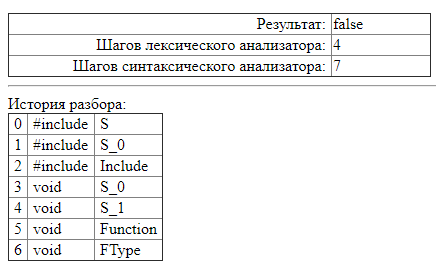 Результат: false
Шагов лексического анализатора: 4
Шагов синтаксического анализатора: 7
История разбора:
0 #include S
1 #include S_0
2 #include Include
3 void S_0
4 void S_1
5 void Function
6 void FType